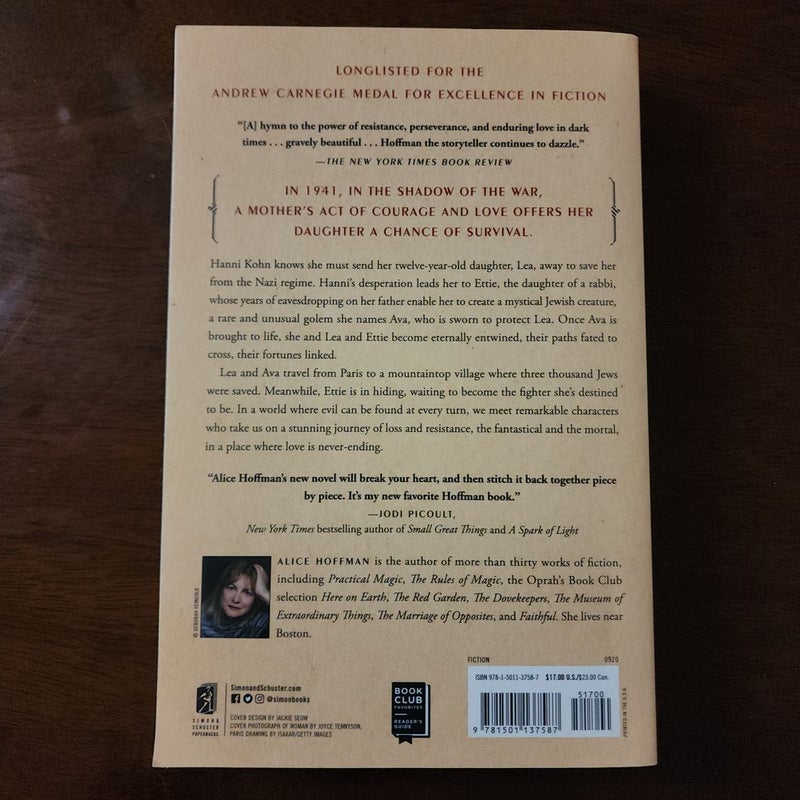 LONGLISTED FOR THE
ANDREW CARNEGIE MEDAL FOR EXCELLENCE IN FICTION
“[A] hymn to the power of resistance, perseverance, and enduring love in dark
times . . . gravely beautiful . . . Hoffman the storyteller continues to dazzle.”
—THE NEW YORK TIMES BOOK REVIEW
IN 1941, IN THE SHADOW OF THE WAR,
A MOTHER’S ACT OF COURAGE AND LOVE OFFERS HER
DAUGHTER A CHANCE OF SURVIVAL.
Hanni Kohn knows she must send her twelve-year-old daughter, Lea, away to save her
from the Nazi regime. Hanni’s desperation leads her to Ettie, the daughter of a rabbi,
whose years of eavesdropping on her father enable her to create a mystical Jewish creature,
a rare and unusual golem she names Ava, who is sworn to protect Lea. Once Ava is
brought to life, she and Lea and Ettie become eternally entwined, their paths fated to
cross, their fortunes linked.
Lea and Ava travel from Paris to a mountaintop village where three thousand Jews
were saved. Meanwhile, Ettie is in hiding, waiting to become the fighter she’s destined
to be. In a world where evil can be found at every turn, we meet remarkable characters
who take us on a stunning journey of loss and resistance, the fantastical and the mortal,
in a place where love is never-ending.
“Alice Hoffman’s new novel will break your heart, and then stitch it back together piece
by piece. It’s my new favorite Hoffman book.”
—JODI PICOULT,
New York Times bestselling author of Small Great Things and A Spark of Light
ALICE HOFFMAN is the author of more than thirty works of fiction,
including Practical Magic, The Rules of Magic, the Oprah’s Book Club
selection Here on Earth, The Red Garden, The Dovekeepers, The Museum of
Extraordinary Things, The Marriage of Opposites, and Faithful. She lives near
Boston.
© DEBORAH FEINGOLD
SIMON &
SCHUSTER
PAPERBACKS
SimonandSchuster.com
@simonbooks
COVER DESIGN BY JACKIE SEOW
COVER PHOTOGRAPH OF WOMAN BY JOYCE TENNYSON;
PARIS DRAWING BY ISAXAR/GETTY IMAGES
BOOK
CLUB
FAVORITES
READER’S
GUIDE
FICTION 0920
ISBN 978-1-5011-3758-7 $17.00 U.S./$23.00 Can.
51700
9 781501 137587
PRINTED IN THE U.S.A.